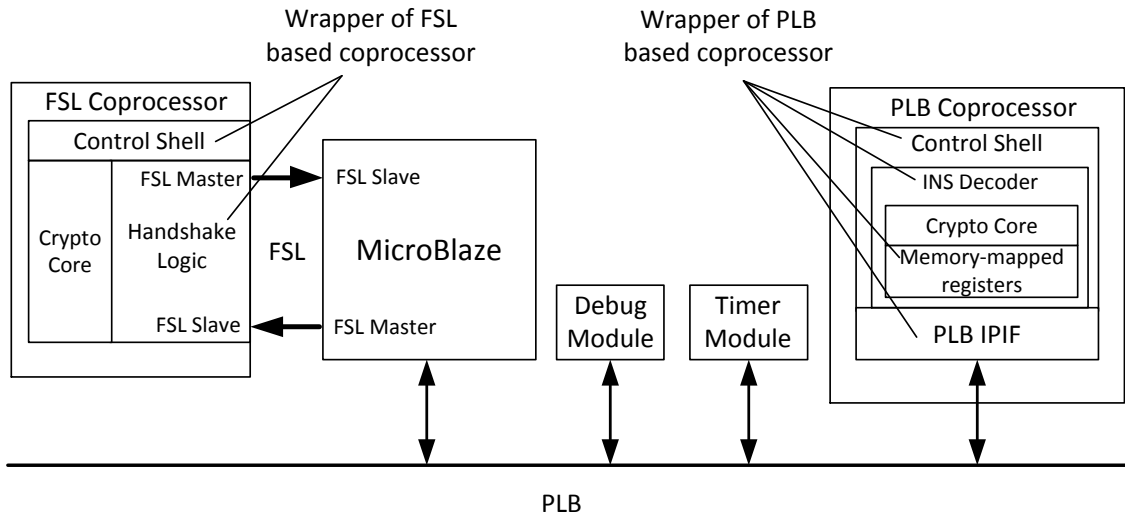 Wrapper of FSL
based coprocessor
Wrapper of PLB
based coprocessor
FSL Coprocessor
Control Shell
FSL Master
Crypto
Core
Handshake
Logic
FSL Slave
FSL
FSL Slave
MicroBlaze
FSL Master
Debug
Module
Timer
Module
PLB Coprocessor
Control Shell
INS Decoder
Crypto Core
Memory-mapped
registers
PLB IPIF
PLB